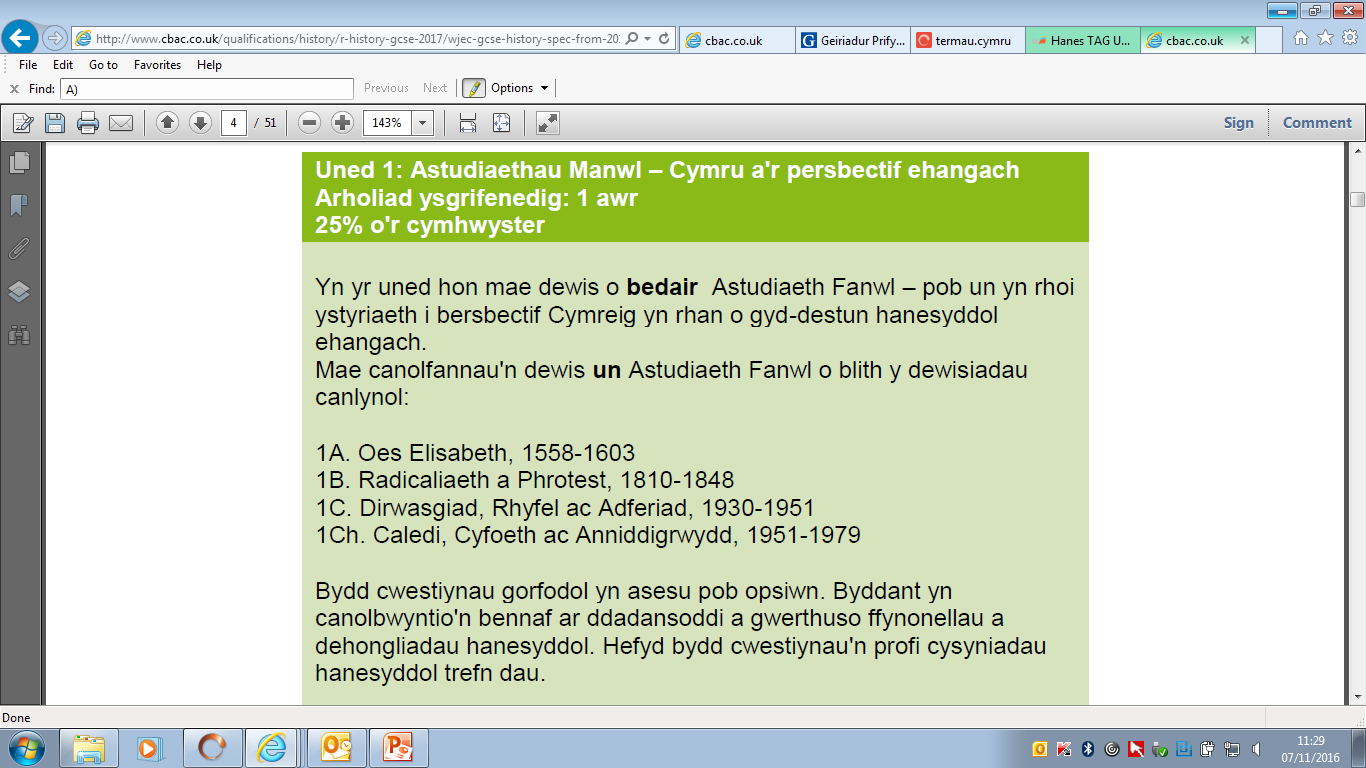 http://www.cbac.co.uk/qualifications/history/r-history-gcse-2017/wjec-gcse-history-spec-from-20
cbac.co.uk
Geiriadur Prify...
termau.cymru
Hanes TAG U...
cbac.co.uk
File Edit Go to Favorites Help
Find: A) Previous Next Options
4 / 51 143% Sign Comment
Uned 1: Astudiaethau Manwl – Cymru a'r persbectif ehangach
Arholiad ysgrifenedig: 1 awr
25% o'r cymhwyster
Yn yr uned hon mae dewis o bedair Astudiaeth Fanwl – pob un yn rhoi
ystyriaeth i bersbectif Cymreig yn rhan o gyd-destun hanesyddol
ehangach.
Mae canolfannau'n dewis un Astudiaeth Fanwl o blith y dewisiadau
canlynol:
1A. Oes Elisabeth, 1558-1603
1B. Radicaliaeth a Phrotest, 1810-1848
1C. Dirwasgiad, Rhyfel ac Adferiad, 1930-1951
1Ch. Caledi, Cyfoeth ac Anniddigrwydd, 1951-1979
Bydd cwestiynau gorfodol yn asesu pob opsiwn. Byddant yn
canolbwyntio'n bennaf ar ddadansoddi a gwerthuso ffynonellau a
dehongliadau hanesyddol. Hefyd bydd cwestiynau'n profi cysyniadau
hanesyddol trefn dau.
Done
11:29
07/11/2016